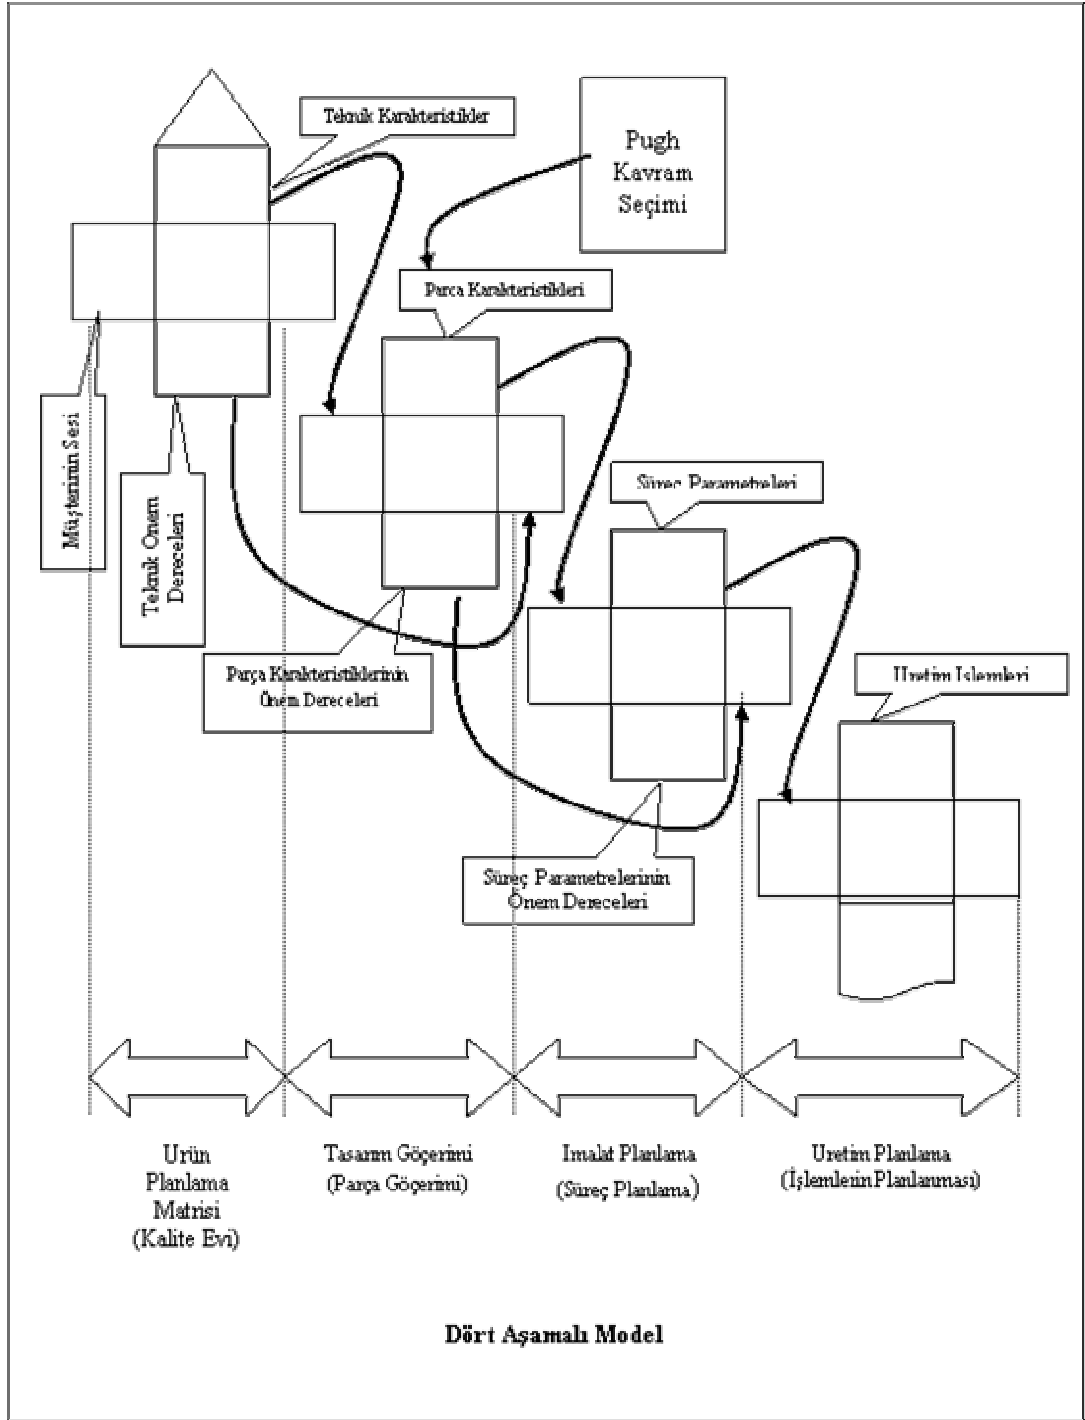 Teknik Karakteristikler
Pugh
Kavram
Seçimi
Parça Karakteristikleri
Müşterinin Sesi
Teknik Onem
Dereceleri
Süreç Parametreleri
Parça Karakteristiklerinin
Önem Dereceleri
Uretim Islemleri
Süreç Parametrelerinin
Önem Dereceleri
Urün
Planlama
Matrisi
(Kalite Evi)
Tasarım Göçerimi
(Parça Göçerimi)
Imalat Planlama
(Süreç Planlama)
Uretim Planlama
(İşlemlerin Planlanması)
Dört Aşamalı Model